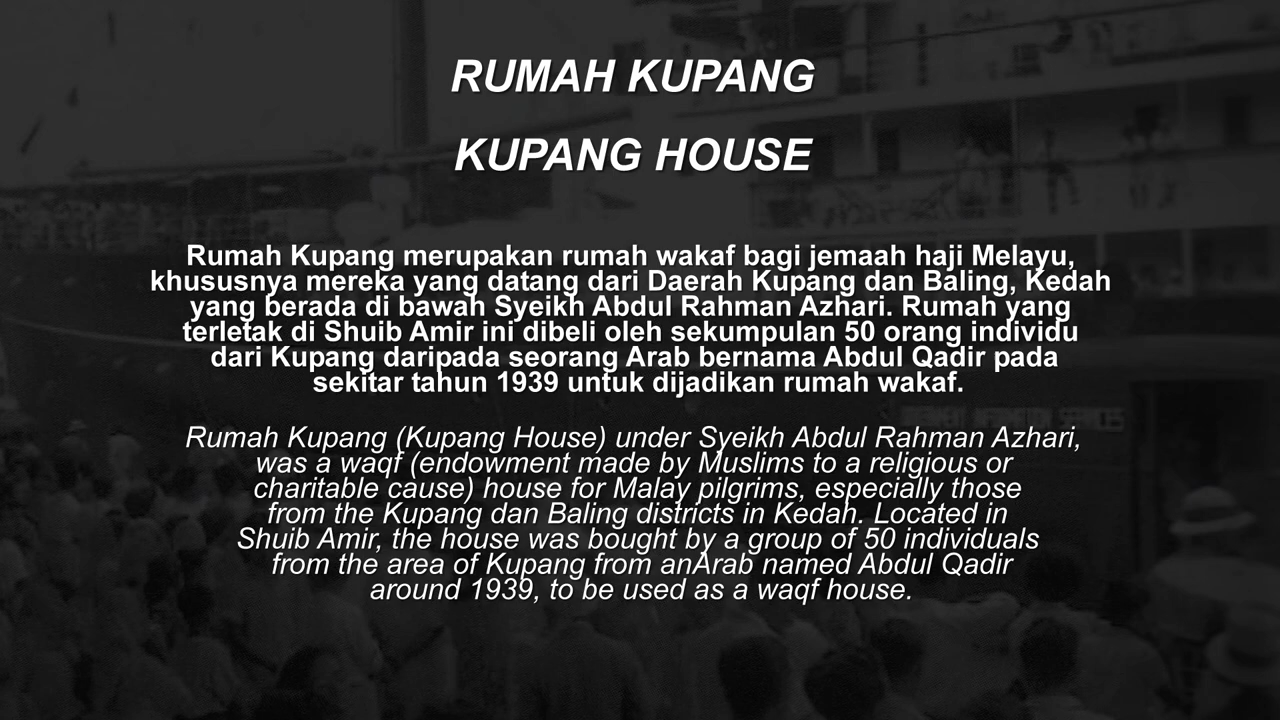 RUMAH KUPANG
KUPANG HOUSE
Rumah Kupang merupakan rumah wakaf bagi jemaah haji Melayu,
khususnya mereka yang datang dari Daerah Kupang dan Baling, Kedah
yang berada di bawah Syeikh Abdul Rahman Azhari. Rumah yang
terletak di Shuib Amir ini dibeli oleh sekumpulan 50 orang individu
dari Kupang daripada seorang Arab bernama Abdul Qadir pada
sekitar tahun 1939 untuk dijadikan rumah wakaf.
Rumah Kupang (Kupang House) under Syeikh Abdul Rahman Azhari,
was a waqf (endowment made by Muslims to a religious or
charitable cause) house for Malay pilgrims, especially those
from the Kupang dan Baling districts in Kedah. Located in
Shuib Amir, the house was bought by a group of 50 individuals
from the area of Kupang from anArab named Abdul Qadir
around 1939, to be used as a waqf house.